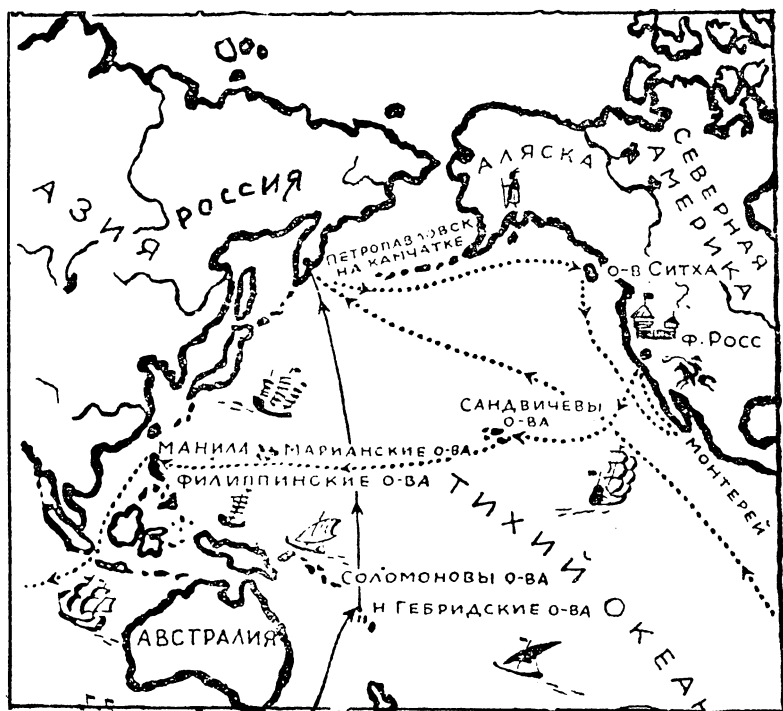 АЗИЯ
РОССИЯ
АЛЯСКА
СЕВЕРНАЯ
АМЕРИКА
ПЕТРОПАВЛОВСК
НА КАМЧАТКЕ
О-В СИТХА
Ф. РОСС
САНДВИЧЕВЫ
О-ВА
МОНТЕРЕЙ
МАНИЛА
МАРИАНСКИЕ О-ВА
ФИЛИППИНСКИЕ О-ВА
ТИХИЙ
ОКЕАН
СОЛОМОНОВЫ О-ВА
Н ГЕБРИДСКИЕ О-ВА
АВСТРАЛИЯ